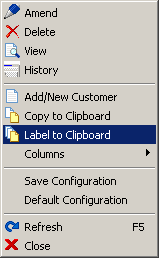 Amend
Delete
View
History
Add/New Customer
Copy to Clipboard
Label to Clipboard
Columns
Save Configuration
Default Configuration
Refresh F5
Close